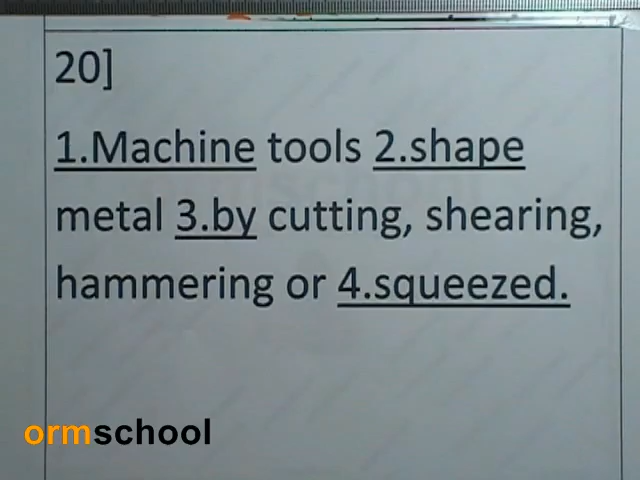 20]
1.Machine tools 2.shape
metal 3.by cutting, shearing,
hammering or 4.squeezed.
ormschool